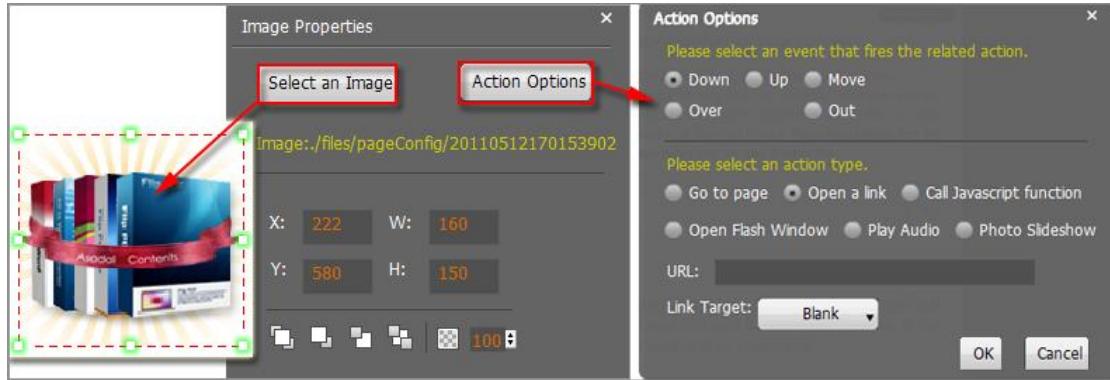 Image Properties
×
Select an Image
Action Options
Image:./files/pageConfig/20110512170153902
X: 222 W: 160
Y: 580 H: 150
100
Asadal Contents
Action Options
×
Please select an event that fires the related action.
Down Up Move
Over Out
Please select an action type.
Go to page Open a link Call Javascript function
Open Flash Window Play Audio Photo Slideshow
URL:
Link Target: Blank
OK Cancel